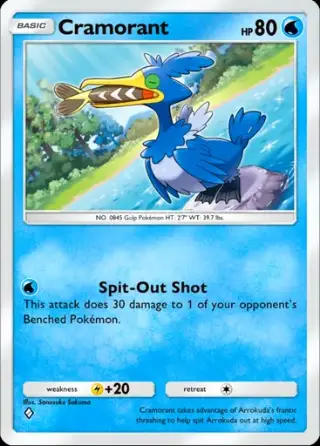 BASIC Cramorant HP 80
NO. 0845 Gulp Pokémon HT: 2'7" WT: 39.7 lbs.
Spit-Out Shot
This attack does 30 damage to 1 of your opponent's
Benched Pokémon.
weakness +20 retreat
Illus. Sanosuke Sakuma
Cramorant takes advantage of Arrokuda's frantic
thrashing to help spit Arrokuda out at high speed.